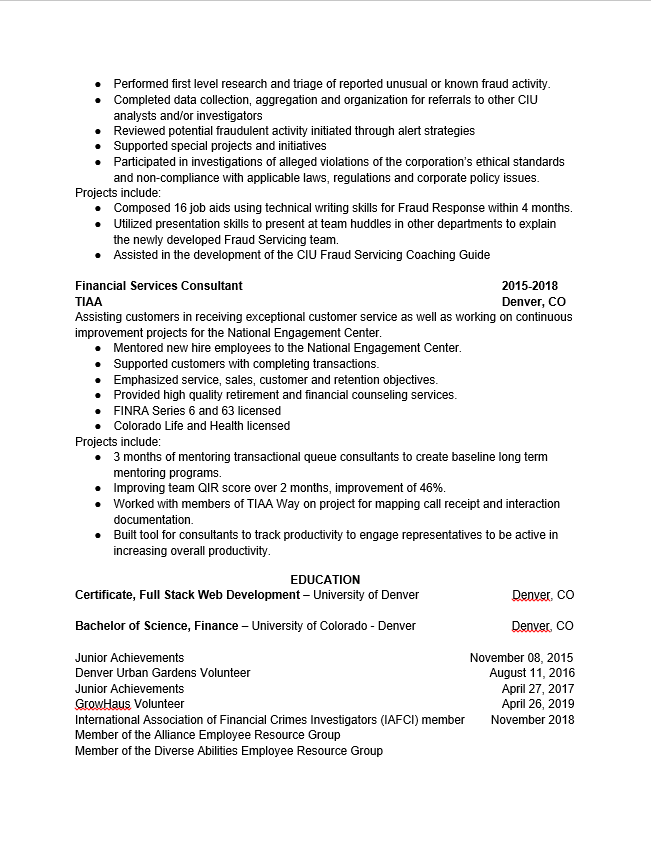 ● Performed first level research and triage of reported unusual or known fraud activity.
● Completed data collection, aggregation and organization for referrals to other CIU
analysts and/or investigators
● Reviewed potential fraudulent activity initiated through alert strategies
● Supported special projects and initiatives
● Participated in investigations of alleged violations of the corporation's ethical standards
and non-compliance with applicable laws, regulations and corporate policy issues.
Projects include:
● Composed 16 job aids using technical writing skills for Fraud Response within 4 months.
● Utilized presentation skills to present at team huddles in other departments to explain
the newly developed Fraud Servicing team.
● Assisted in the development of the CIU Fraud Servicing Coaching Guide
Financial Services Consultant 2015-2018
TIAA Denver, CO
Assisting customers in receiving exceptional customer service as well as working on continuous
improvement projects for the National Engagement Center.
● Mentored new hire employees to the National Engagement Center.
● Supported customers with completing transactions.
● Emphasized service, sales, customer and retention objectives.
● Provided high quality retirement and financial counseling services.
● FINRA Series 6 and 63 licensed
● Colorado Life and Health licensed
Projects include:
● 3 months of mentoring transactional queue consultants to create baseline long term
mentoring programs.
● Improving team QIR score over 2 months, improvement of 46%.
● Worked with members of TIAA Way on project for mapping call receipt and interaction
documentation.
● Built tool for consultants to track productivity to engage representatives to be active in
increasing overall productivity.
EDUCATION
Certificate, Full Stack Web Development – University of Denver Denver, CO
Bachelor of Science, Finance – University of Colorado - Denver Denver, CO
Junior Achievements November 08, 2015
Denver Urban Gardens Volunteer August 11, 2016
Junior Achievements April 27, 2017
GrowHaus Volunteer April 26, 2019
International Association of Financial Crimes Investigators (IAFCI) member November 2018
Member of the Alliance Employee Resource Group
Member of the Diverse Abilities Employee Resource Group